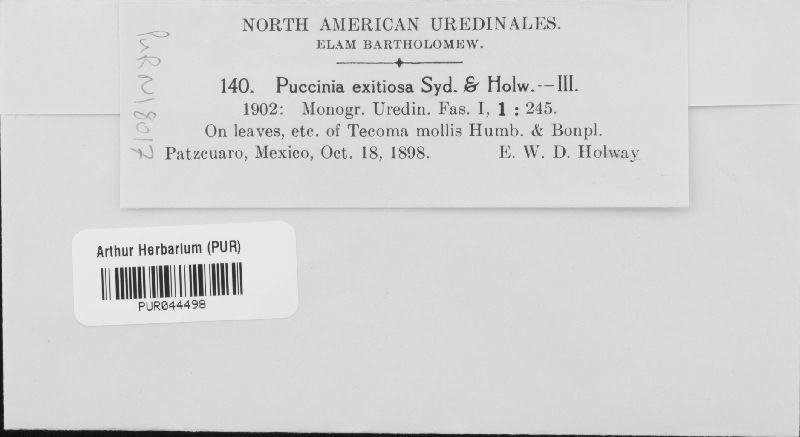 NORTH AMERICAN UREDINALES.
ELAM BARTHOLOMEW.
140. Puccinia exitiosa Syd. & Holw.--III.
1902: Monogr. Uredin. Fas. I, 1 : 245.
On leaves, etc. of Tecoma mollis Humb. & Bonpl.
Patzcuaro, Mexico, Oct. 18, 1898. E. W. D. Holway
PUR N18017
Arthur Herbarium (PUR)
PUR044498